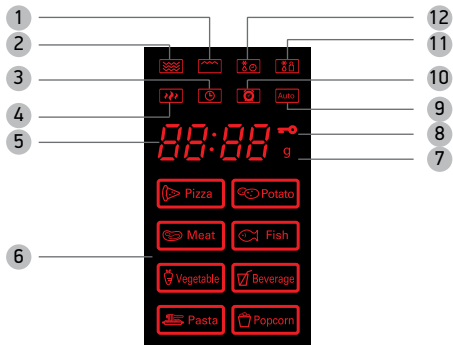 1 12
2 11
3 10
4 Auto 9
5 88:88 8
g 7
Pizza Potato
Meat Fish
6
Vegetable Beverage
Pasta Popcorn